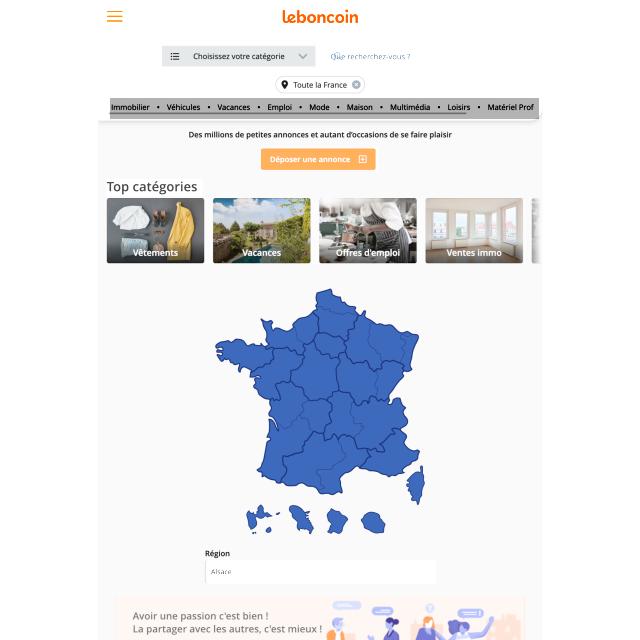 leboncoin
Choisissez votre catégorie
Que recherchez-vous ?
Toute la France
Immobilier • Véhicules • Vacances • Emploi • Mode • Maison • Multimédia • Loisirs • Matériel Prof
Des millions de petites annonces et autant d'occasions de se faire plaisir
Déposer une annonce
Top catégories
Vêtements
Vacances
Offres d'emploi
Ventes immo
Région
Alsace
Avoir une passion c'est bien !
La partager avec les autres, c'est mieux !